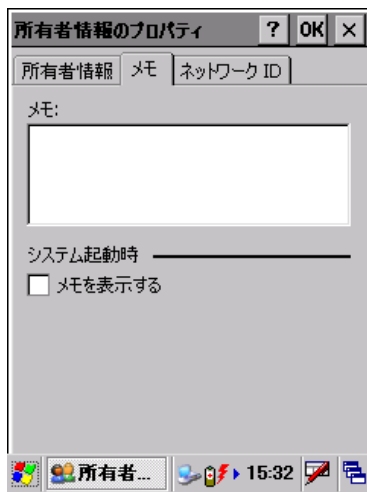 所有者情報のプロパティ ? OK ×
所有者情報 メモ ネットワーク ID
メモ:
システム起動時
メモを表示する
所有者... 15:32